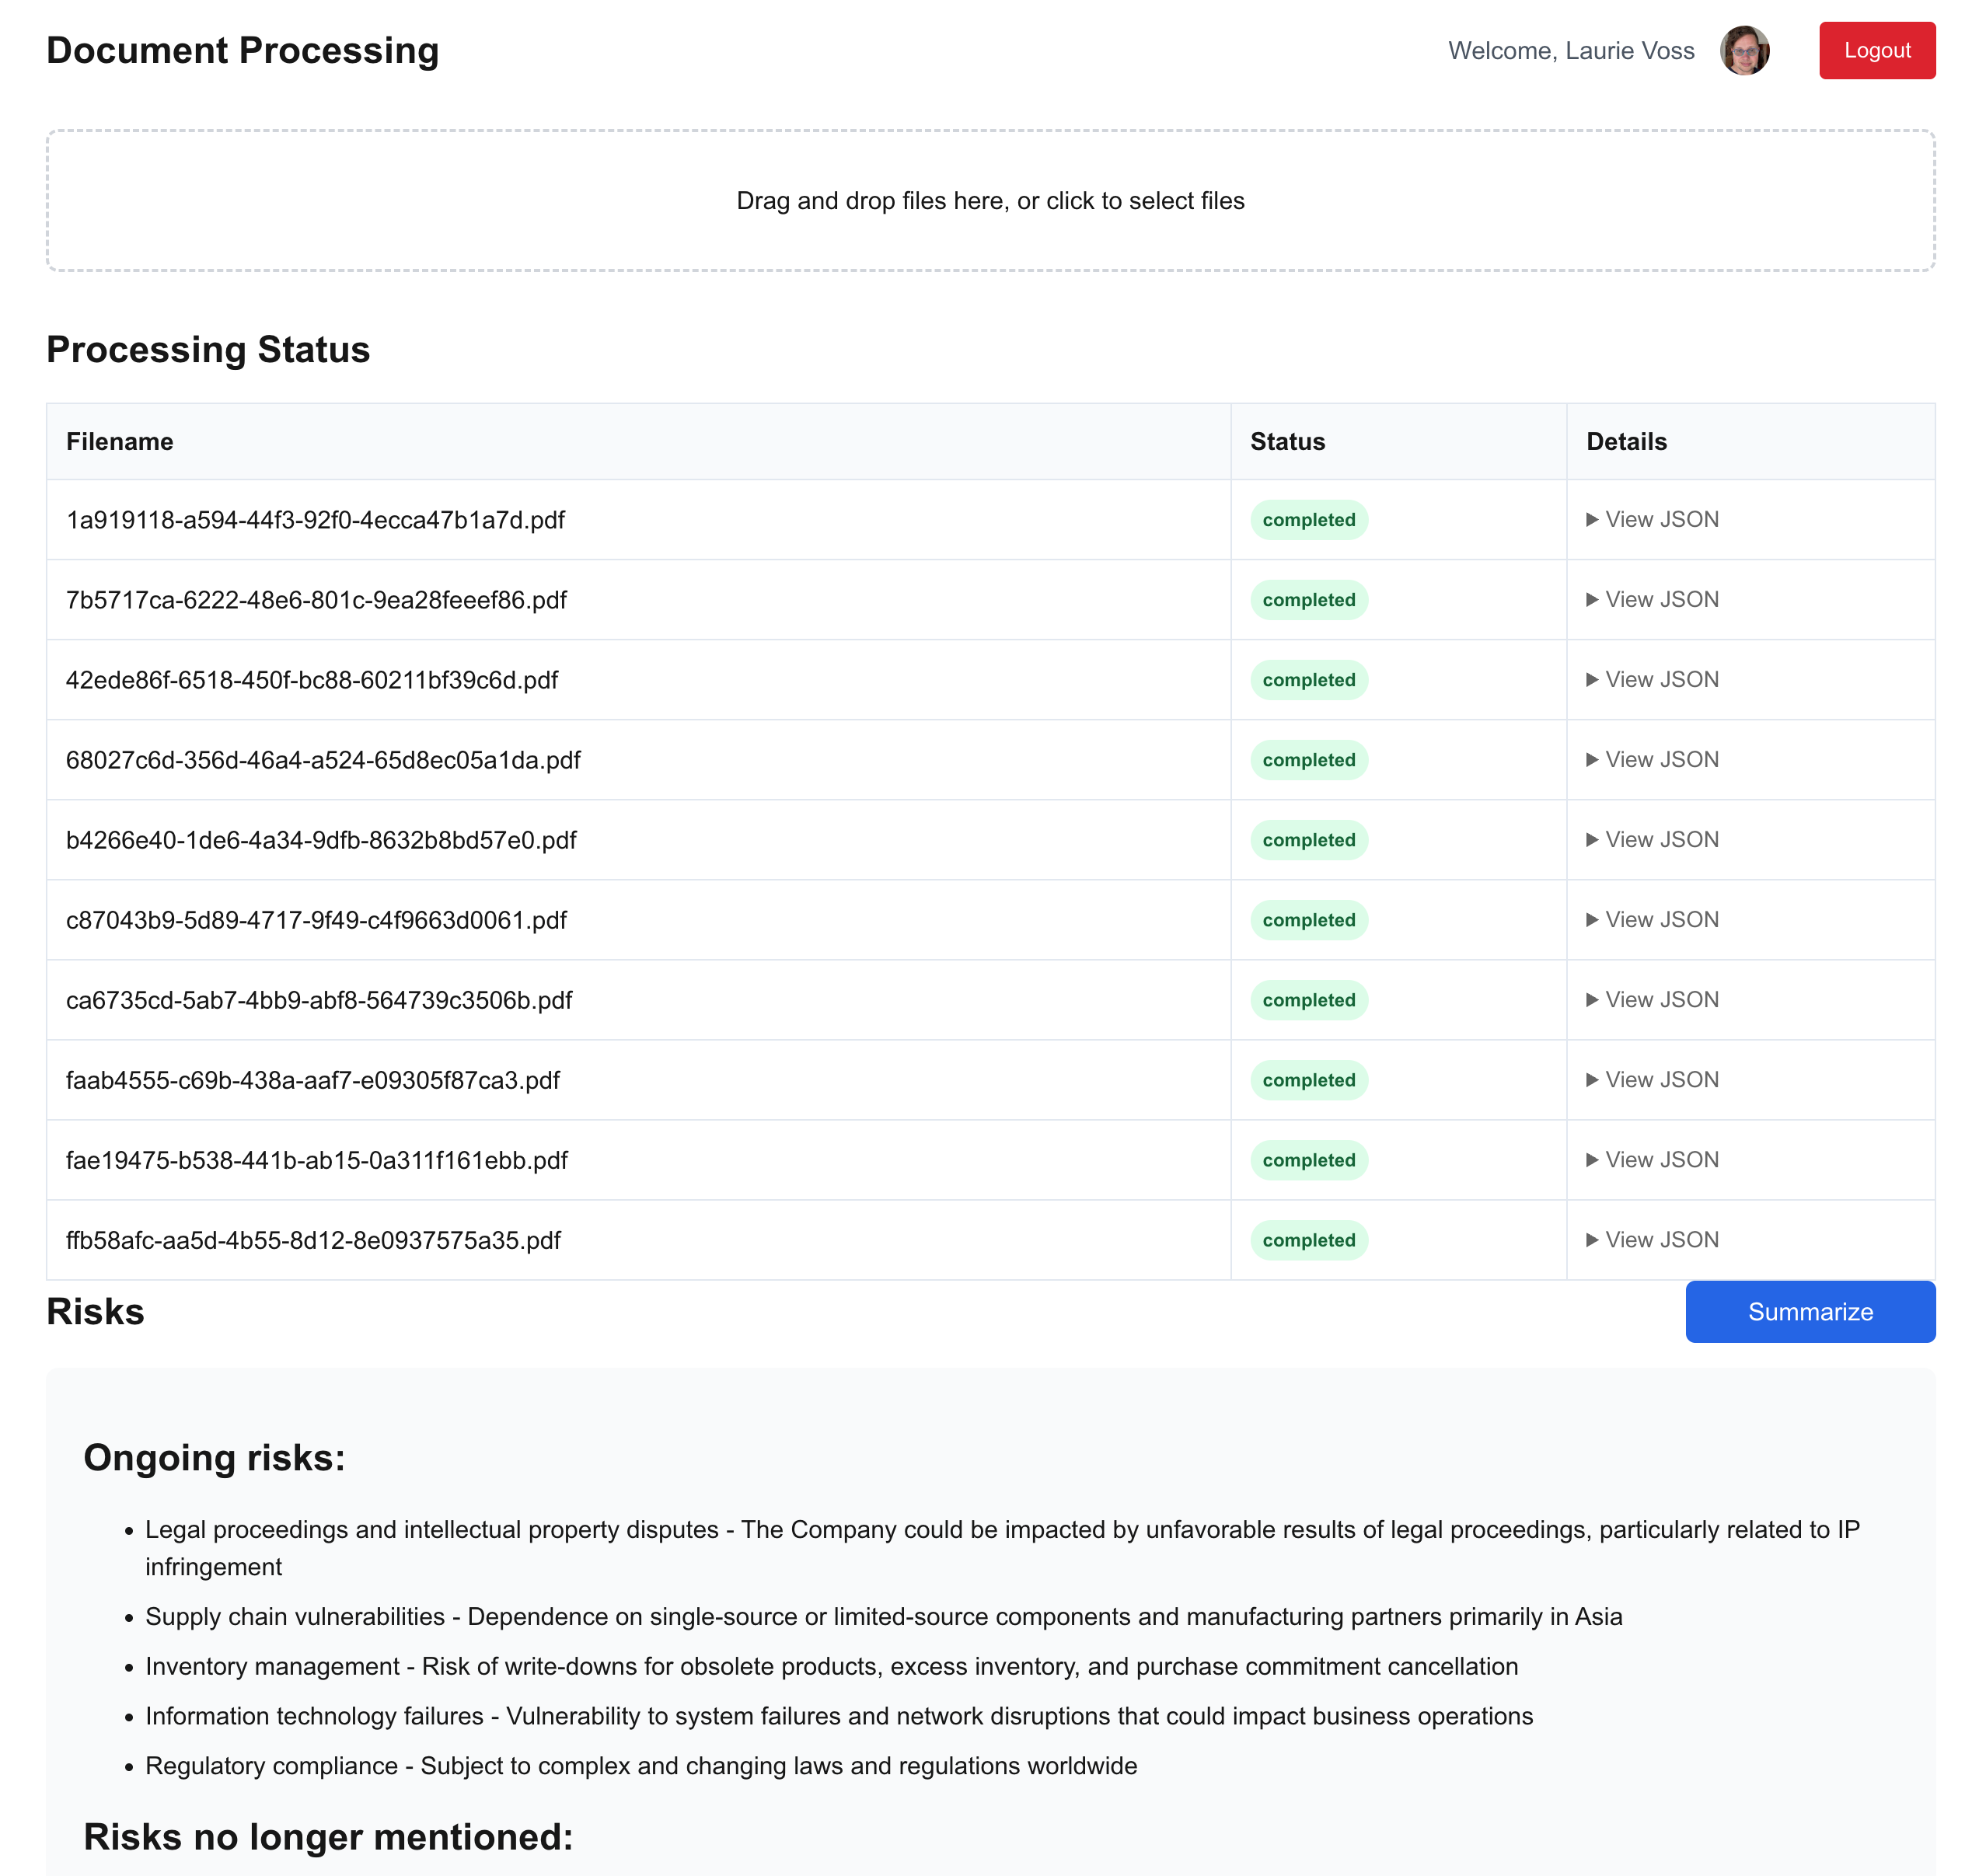 Document Processing
Welcome, Laurie Voss
Logout
Drag and drop files here, or click to select files
Processing Status
Filename Status Details
1a919118-a594-44f3-92f0-4ecca47b1a7d.pdf completed ▶ View JSON
7b5717ca-6222-48e6-801c-9ea28feeef86.pdf completed ▶ View JSON
42ede86f-6518-450f-bc88-60211bf39c6d.pdf completed ▶ View JSON
68027c6d-356d-46a4-a524-65d8ec05a1da.pdf completed ▶ View JSON
b4266e40-1de6-4a34-9dfb-8632b8bd57e0.pdf completed ▶ View JSON
c87043b9-5d89-4717-9f49-c4f9663d0061.pdf completed ▶ View JSON
ca6735cd-5ab7-4bb9-abf8-564739c3506b.pdf completed ▶ View JSON
faab4555-c69b-438a-aaf7-e09305f87ca3.pdf completed ▶ View JSON
fae19475-b538-441b-ab15-0a311f161ebb.pdf completed ▶ View JSON
ffb58afc-aa5d-4b55-8d12-8e0937575a35.pdf completed ▶ View JSON
Risks
Summarize
Ongoing risks:
• Legal proceedings and intellectual property disputes - The Company could be impacted by unfavorable results of legal proceedings, particularly related to IP
infringement
• Supply chain vulnerabilities - Dependence on single-source or limited-source components and manufacturing partners primarily in Asia
• Inventory management - Risk of write-downs for obsolete products, excess inventory, and purchase commitment cancellation
• Information technology failures - Vulnerability to system failures and network disruptions that could impact business operations
• Regulatory compliance - Subject to complex and changing laws and regulations worldwide
Risks no longer mentioned: